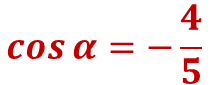 cos α = − 4/5